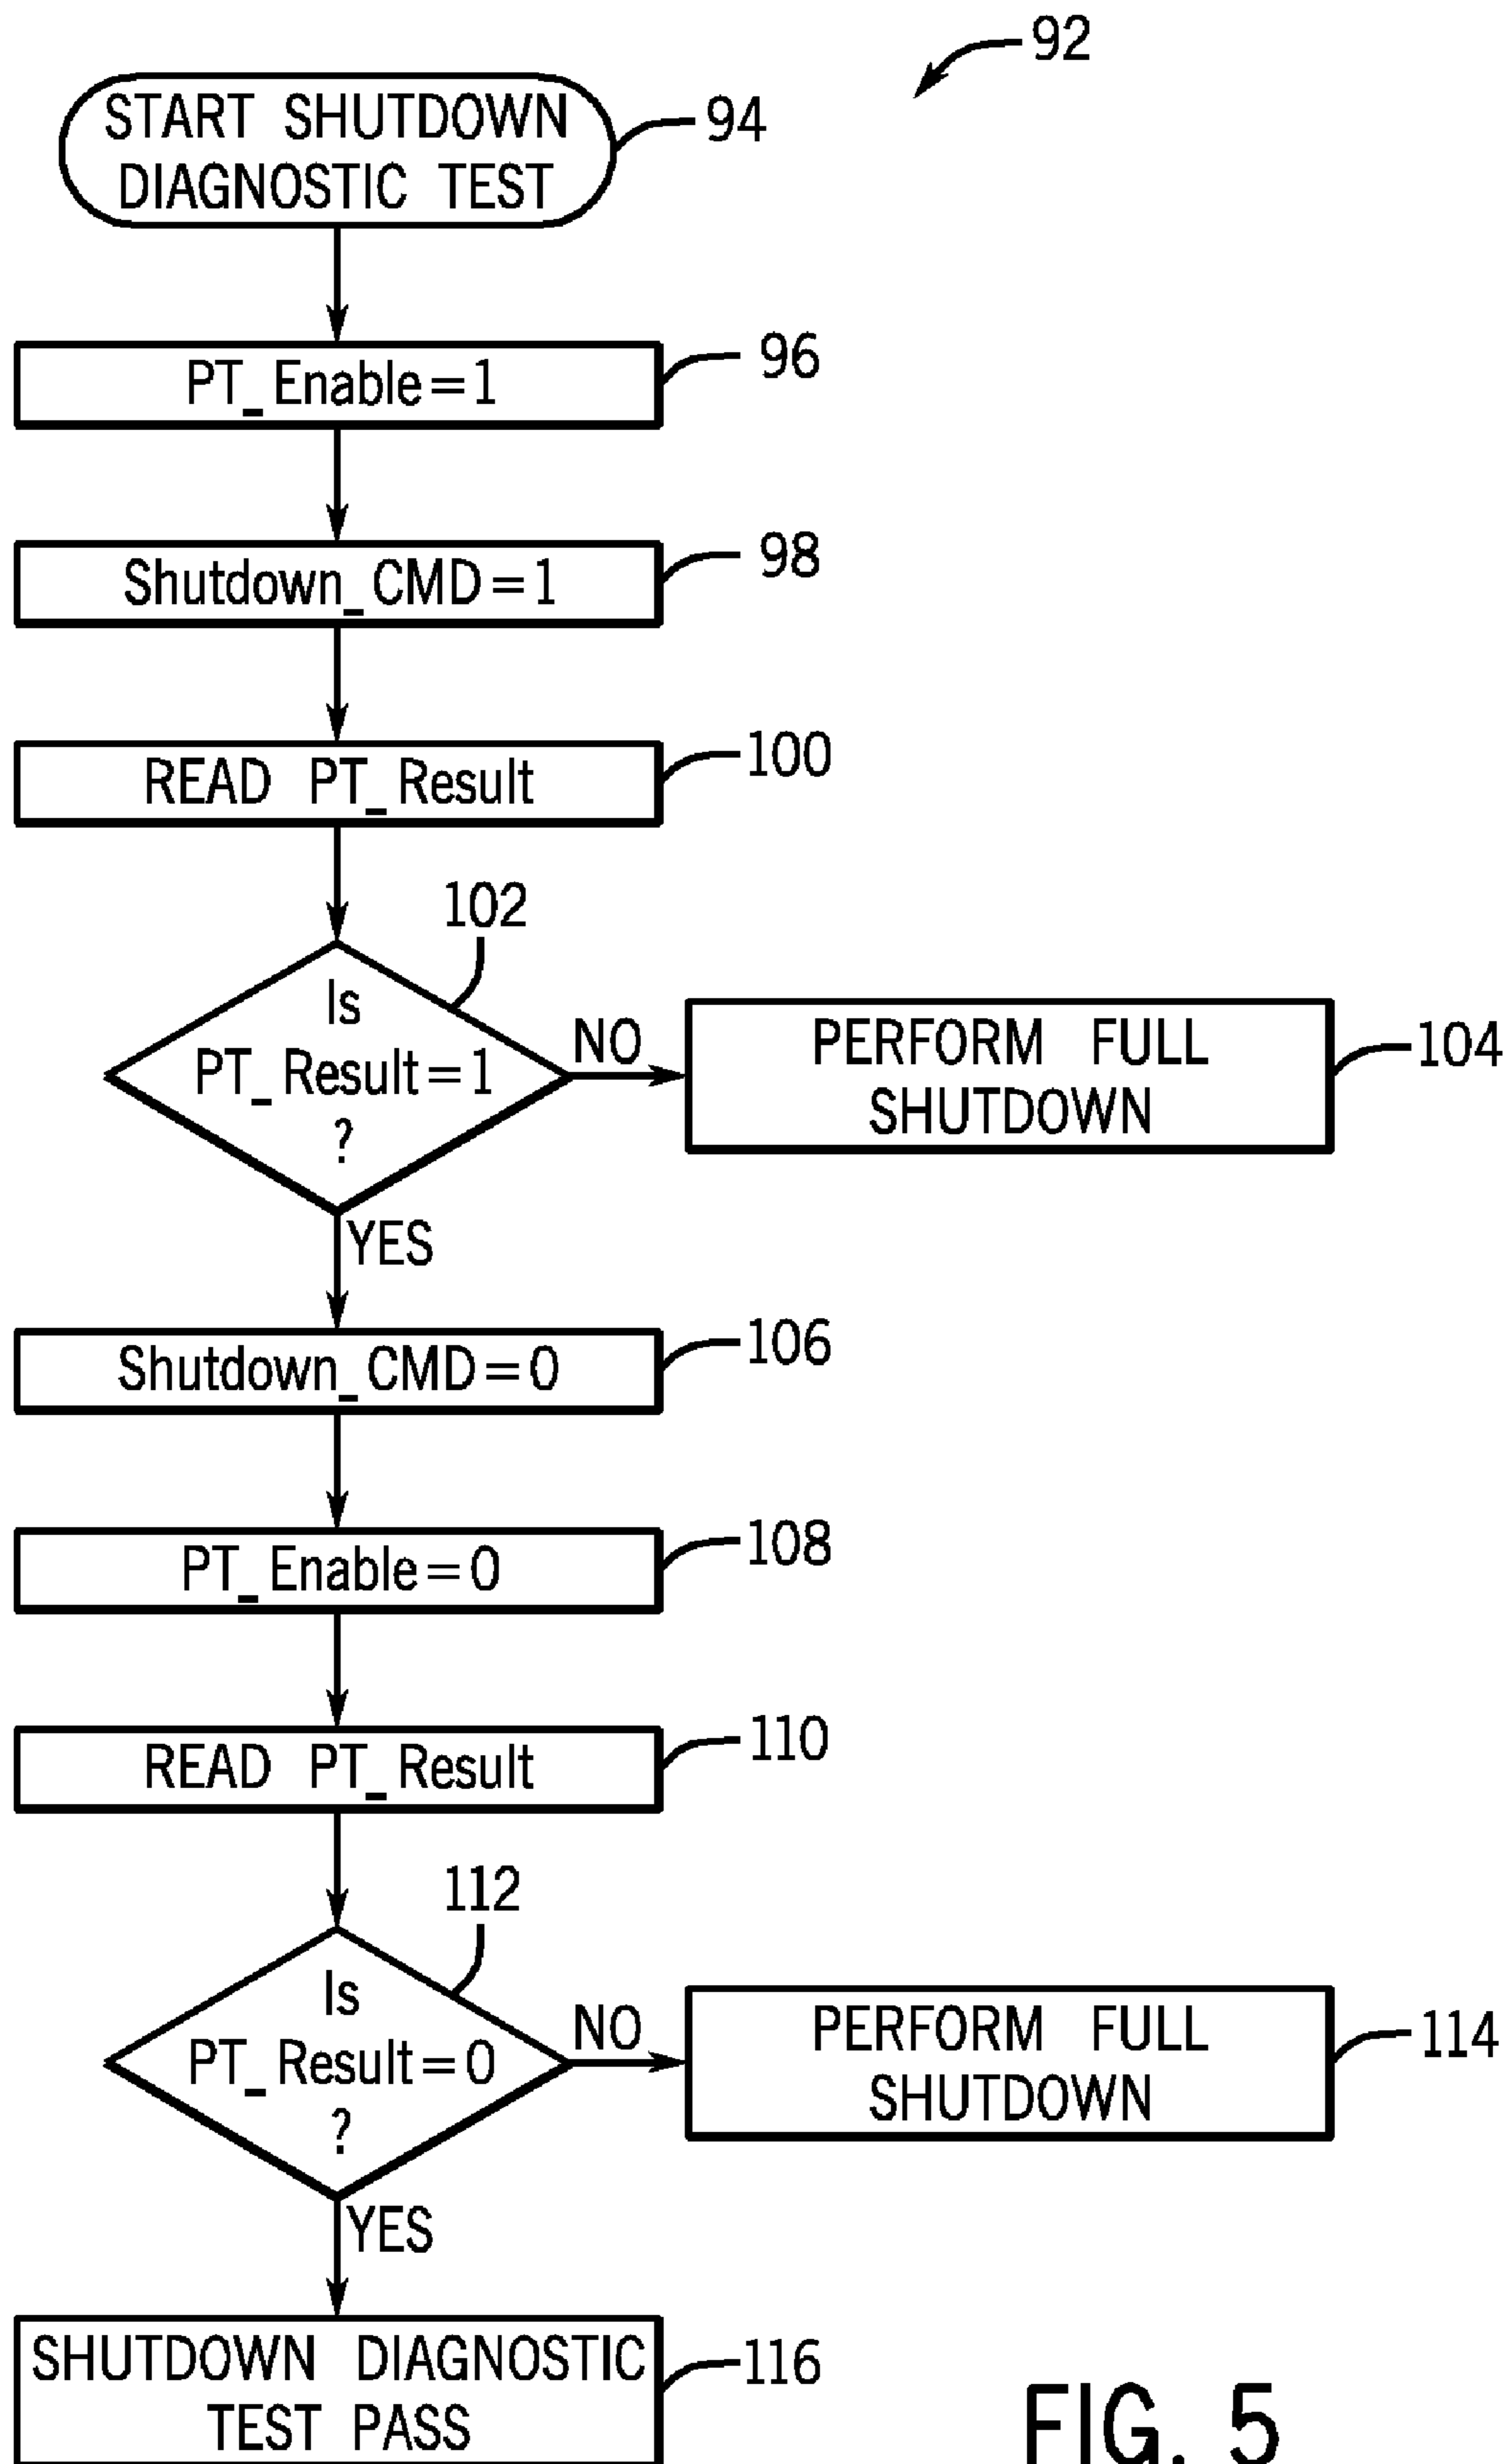 92
START SHUTDOWN
DIAGNOSTIC TEST
94
PT_Enable=1
96
Shutdown_CMD=1
98
READ PT_Result
100
102
Is
PT_Result=1
?
NO
PERFORM FULL
SHUTDOWN
104
YES
Shutdown_CMD=0
106
PT_Enable=0
108
READ PT_Result
110
112
Is
PT_Result=0
?
NO
PERFORM FULL
SHUTDOWN
114
YES
SHUTDOWN DIAGNOSTIC
TEST PASS
116
FIG. 5